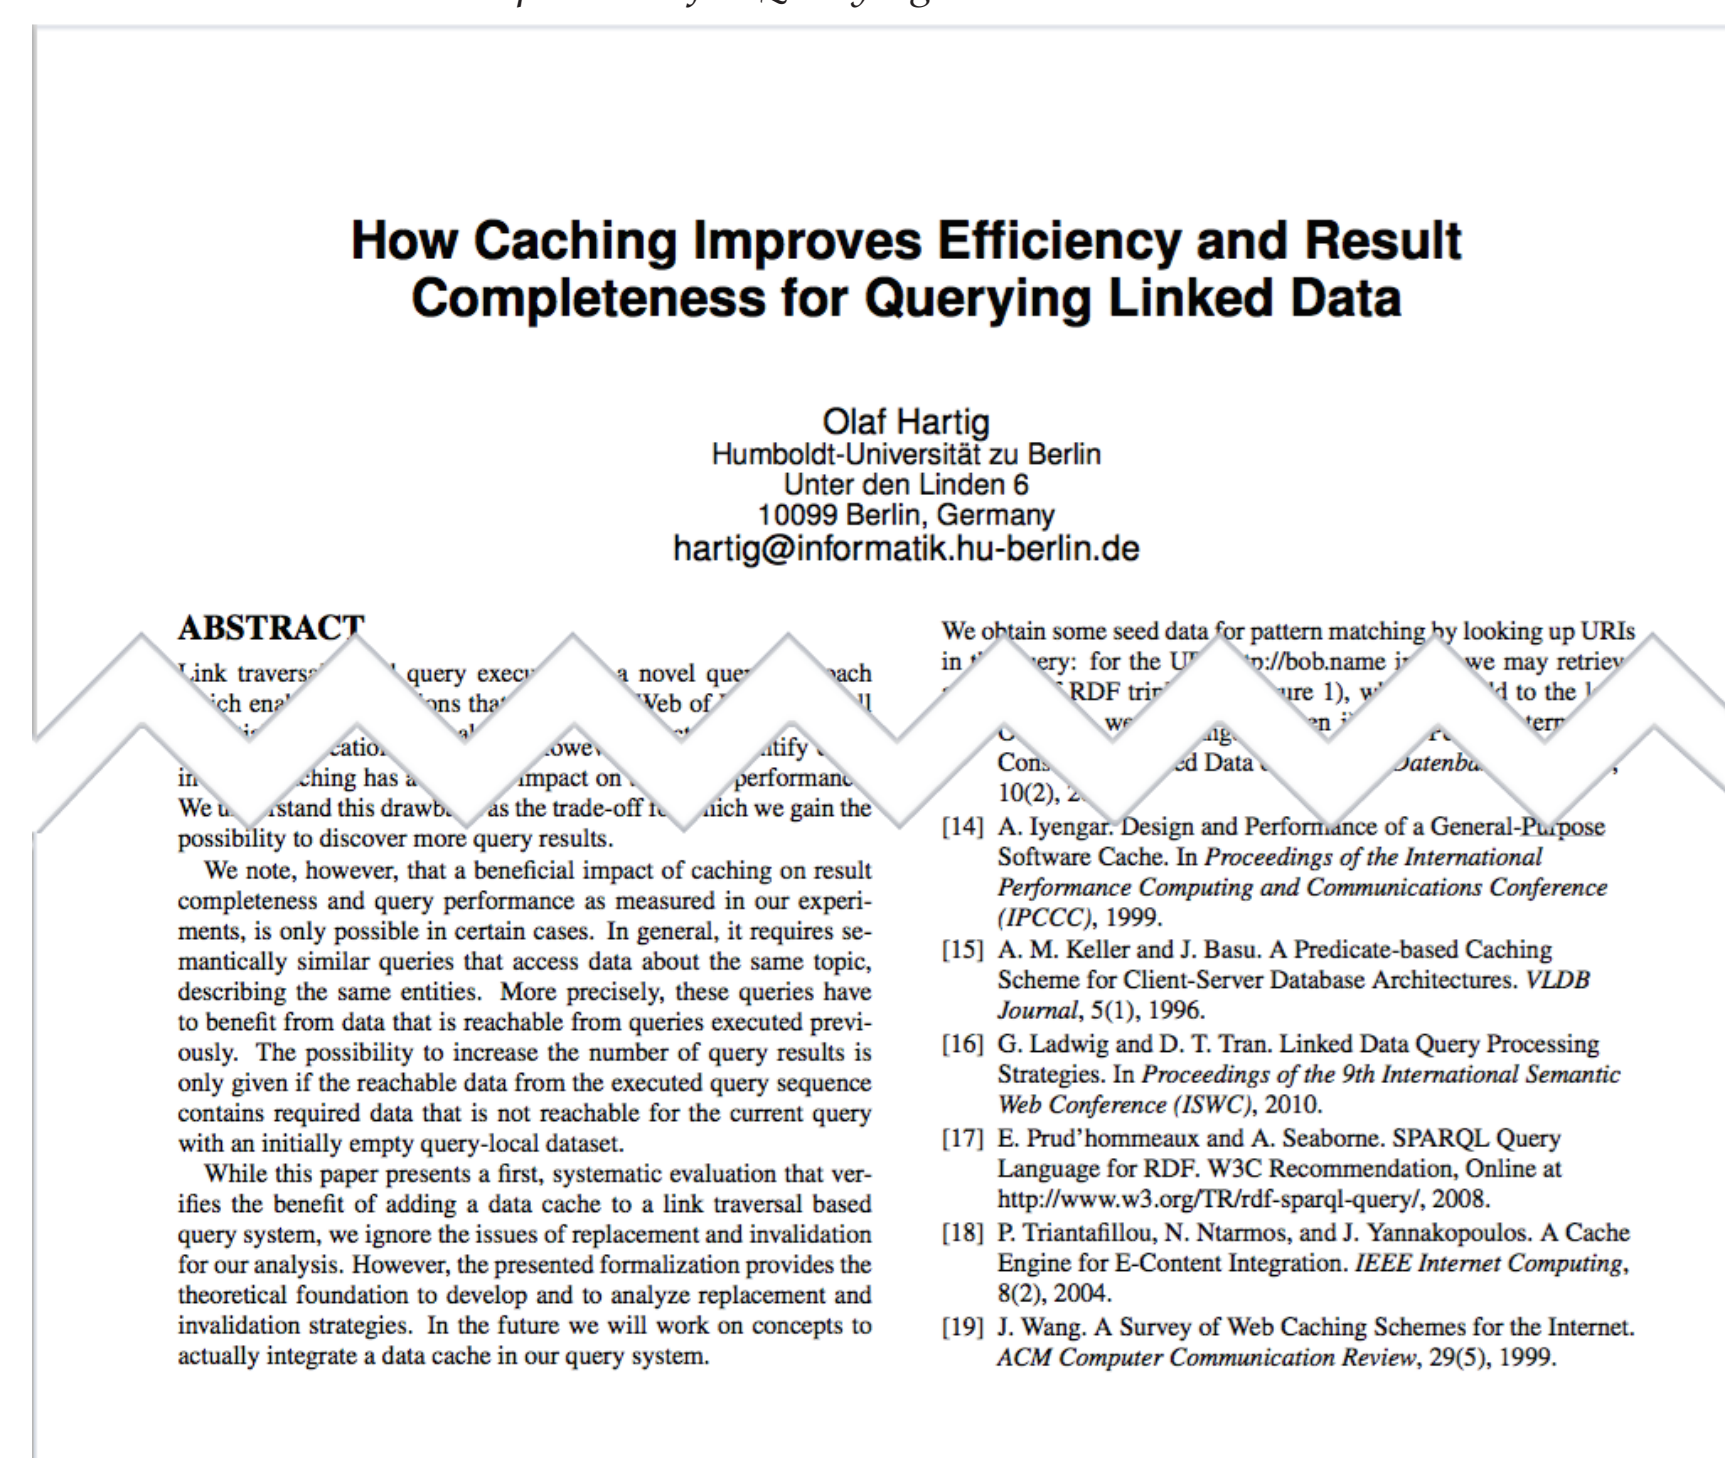 How Caching Improves Efficiency and Result
Completeness for Querying Linked Data
Olaf Hartig
Humboldt-Universität zu Berlin
Unter den Linden 6
10099 Berlin, Germany
hartig@informatik.hu-berlin.de
ABSTRACT
query a novel
Web of
impact on
We this as the trade-off we gain the
possibility to discover more query results.
We note, however, that a beneficial impact of caching on result
completeness and query performance as measured in our experi-
ments, is only possible in certain cases. In general, it requires se-
mantically similar queries that access data about the same topic,
describing the same entities. More precisely, these queries have
to benefit from data that is reachable from queries executed previ-
ously. The possibility to increase the number of query results is
only given if the reachable data from the executed query sequence
contains required data that is not reachable for the current query
with an initially empty query-local dataset.
While this paper presents a first, systematic evaluation that ver-
ifies the benefit of adding a data cache to a link traversal based
query system, we ignore the issues of replacement and invalidation
for our analysis. However, the presented formalization provides the
theoretical foundation to develop and to analyze replacement and
invalidation strategies. In the future we will work on concepts to
actually integrate a data cache in our query system.
We obtain some seed data for pattern matching by looking up URIs
in for the we may
RDF to the
we
Data
10(2),
[14] A. Iyengar. Design and Performance of a General-Purpose
Software Cache. In Proceedings of the International
Performance Computing and Communications Conference
(IPCCC), 1999.
[15] A. M. Keller and J. Basu. A Predicate-based Caching
Scheme for Client-Server Database Architectures. VLDB
Journal, 5(1), 1996.
[16] G. Ladwig and D. T. Tran. Linked Data Query Processing
Strategies. In Proceedings of the 9th International Semantic
Web Conference (ISWC), 2010.
[17] E. Prud'hommeaux and A. Seaborne. SPARQL Query
Language for RDF. W3C Recommendation, Online at
http://www.w3.org/TR/rdf-sparql-query/, 2008.
[18] P. Triantafillou, N. Ntarmos, and J. Yannakopoulos. A Cache
Engine for E-Content Integration. IEEE Internet Computing,
8(2), 2004.
[19] J. Wang. A Survey of Web Caching Schemes for the Internet.
ACM Computer Communication Review, 29(5), 1999.